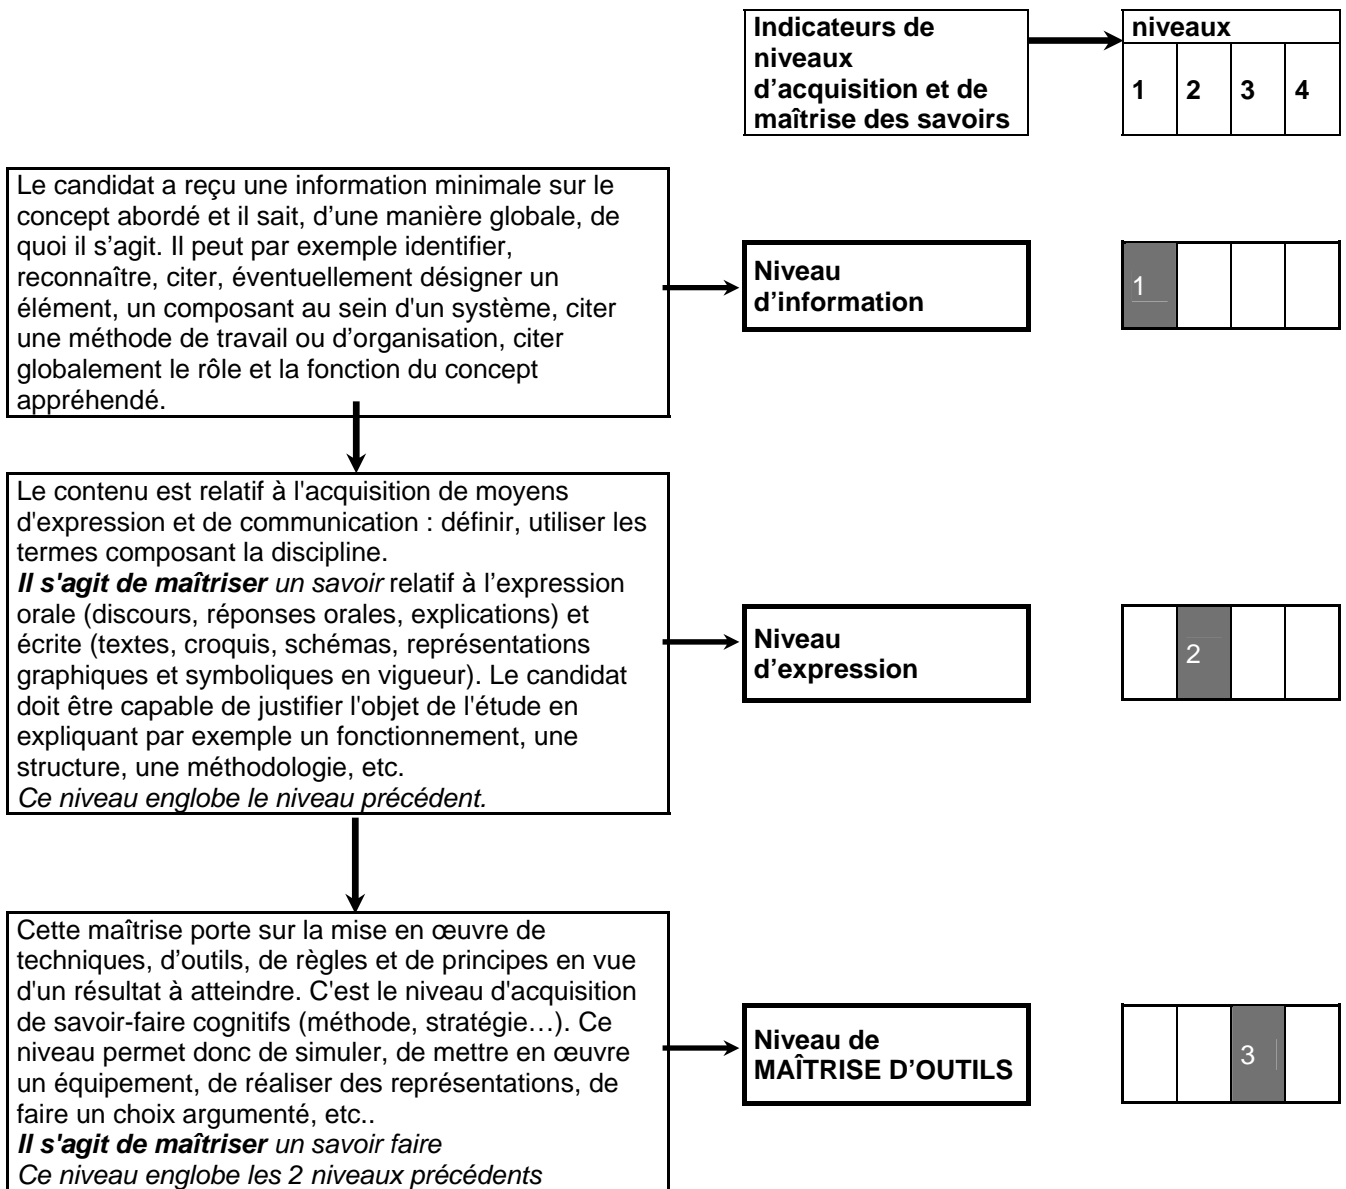 Indicateurs de
niveaux
d'acquisition et de
maîtrise des savoirs
niveaux
1 2 3 4
Le candidat a reçu une information minimale sur le
concept abordé et il sait, d'une manière globale, de
quoi il s'agit. Il peut par exemple identifier,
reconnaître, citer, éventuellement désigner un
élément, un composant au sein d'un système, citer
une méthode de travail ou d'organisation, citer
globalement le rôle et la fonction du concept
appréhendé.
Niveau
d'information
1
Le contenu est relatif à l'acquisition de moyens
d'expression et de communication : définir, utiliser les
termes composant la discipline.
Il s'agit de maîtriser un savoir relatif à l'expression
orale (discours, réponses orales, explications) et
écrite (textes, croquis, schémas, représentations
graphiques et symboliques en vigueur). Le candidat
doit être capable de justifier l'objet de l'étude en
expliquant par exemple un fonctionnement, une
structure, une méthodologie, etc.
Ce niveau englobe le niveau précédent.
Niveau
d'expression
2
Cette maîtrise porte sur la mise en œuvre de
techniques, d'outils, de règles et de principes en vue
d'un résultat à atteindre. C'est le niveau d'acquisition
de savoir-faire cognitifs (méthode, stratégie…). Ce
niveau permet donc de simuler, de mettre en œuvre
un équipement, de réaliser des représentations, de
faire un choix argumenté, etc..
Il s'agit de maîtriser un savoir faire
Ce niveau englobe les 2 niveaux précédents
Niveau de
MAÎTRISE D'OUTILS
3